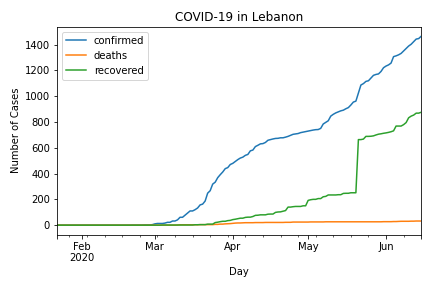 COVID-19 in Lebanon
confirmed
deaths
recovered
Number of Cases
1400
1200
1000
800
600
400
200
0
Feb
2020
Mar
Apr
May
Jun
Day